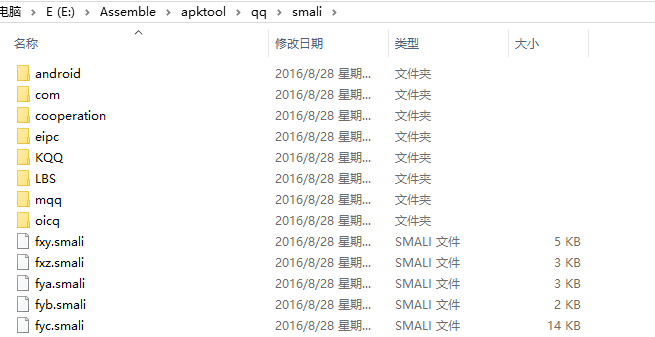 电脑 › E (E:) › Assemble › apktool › qq › smali ›
名称 修改日期 类型 大小
android 2016/8/28 星期... 文件夹
com 2016/8/28 星期... 文件夹
cooperation 2016/8/28 星期... 文件夹
eipc 2016/8/28 星期... 文件夹
KQQ 2016/8/28 星期... 文件夹
LBS 2016/8/28 星期... 文件夹
mqq 2016/8/28 星期... 文件夹
oicq 2016/8/28 星期... 文件夹
fxy.smali 2016/8/28 星期... SMALI 文件 5 KB
fxz.smali 2016/8/28 星期... SMALI 文件 3 KB
fya.smali 2016/8/28 星期... SMALI 文件 3 KB
fyb.smali 2016/8/28 星期... SMALI 文件 2 KB
fyc.smali 2016/8/28 星期... SMALI 文件 14 KB